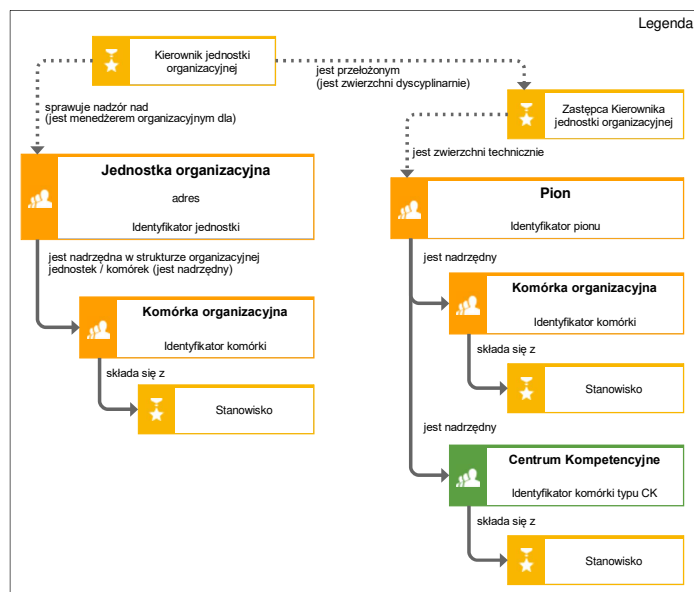 Legenda
Kierownik jednostki
organizacyjnej
jest przełożonym
(jest zwierzchni dyscyplinarnie)
sprawuje nadzór nad
(jest menedżerem organizacyjnym dla)
Zastępca Kierownika
jednostki organizacyjnej
jest zwierzchni technicznie
Jednostka organizacyjna
adres
Identyfikator jednostki
Pion
Identyfikator pionu
jest nadrzędna w strukturze organizacyjnej
jednostek / komórek (jest nadrzędny)
jest nadrzędny
Komórka organizacyjna
Identyfikator komórki
składa się z
Stanowisko
Komórka organizacyjna
Identyfikator komórki
składa się z
Stanowisko
jest nadrzędny
Centrum Kompetencyjne
Identyfikator komórki typu CK
składa się z
Stanowisko